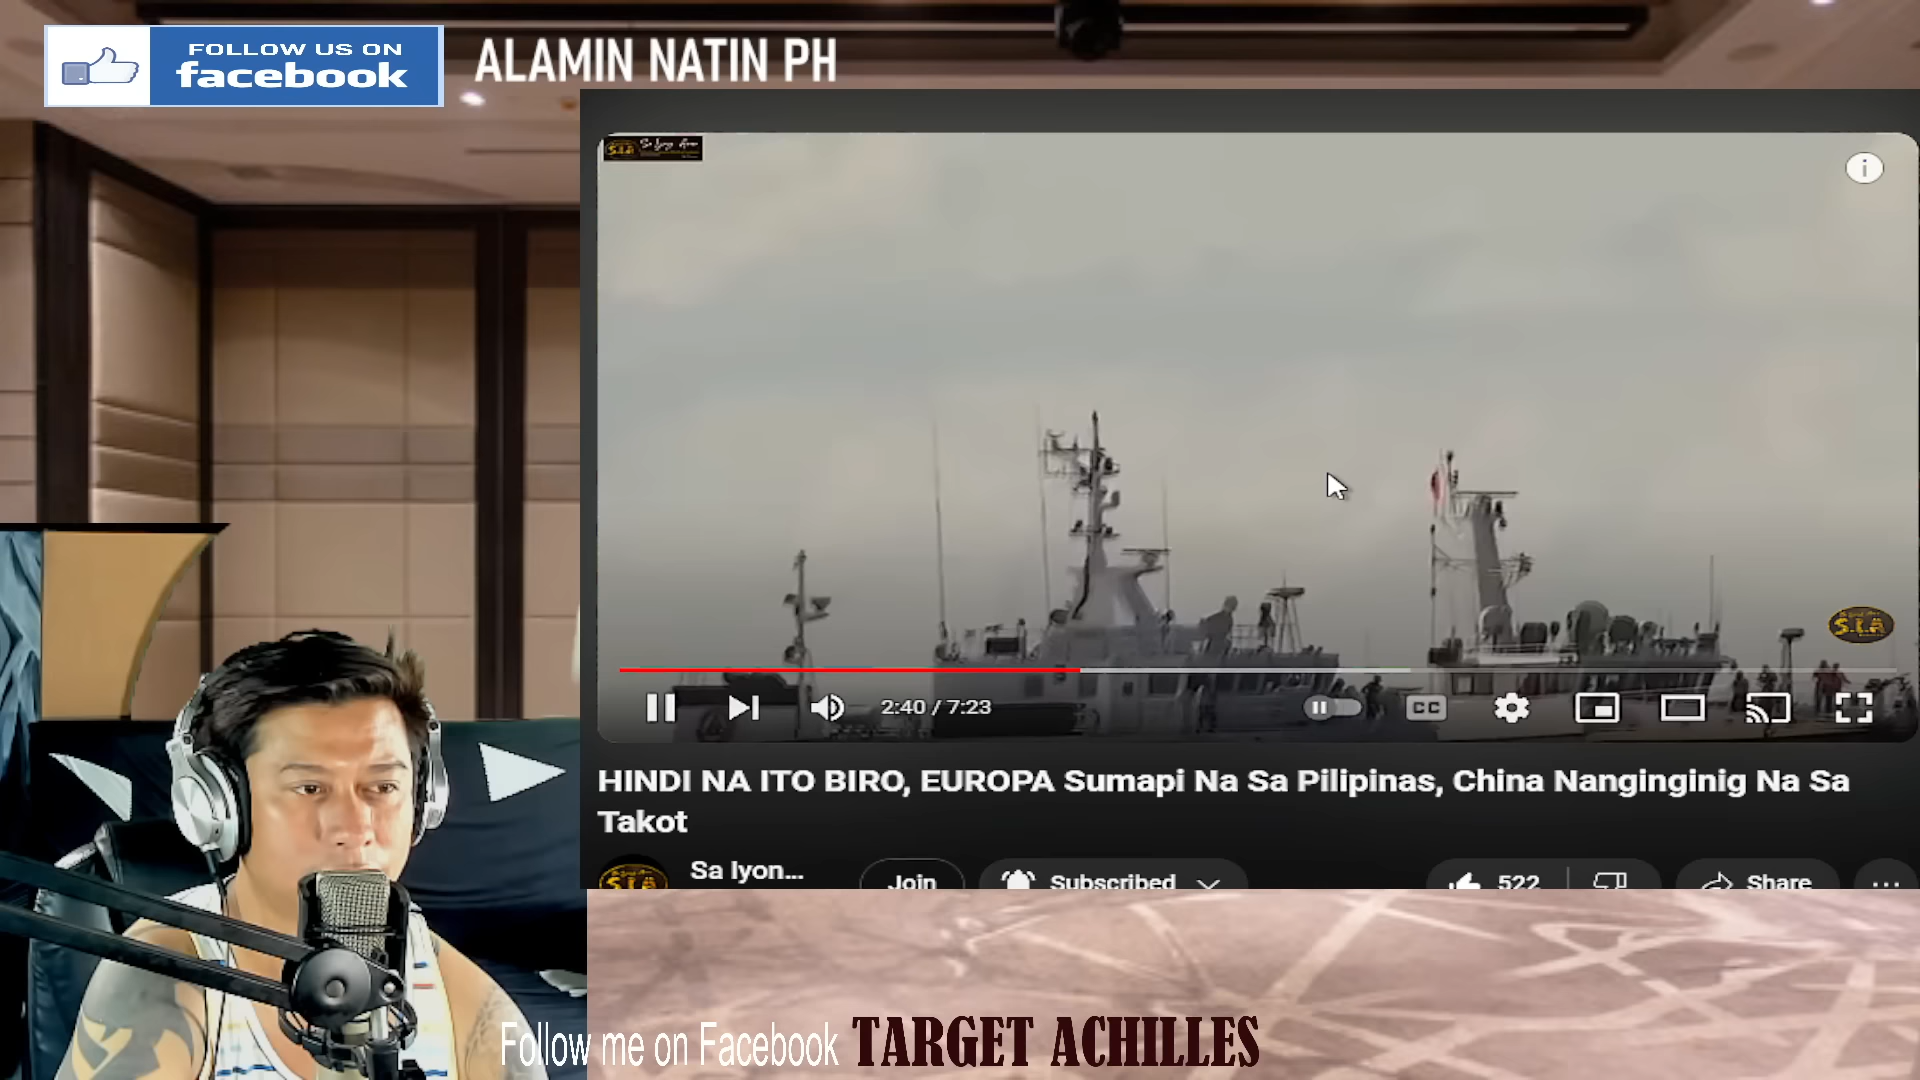 FOLLOW US ON
facebook
ALAMIN NATIN PH
S.I.A
2:40 / 7:23
CC
S.I.A
HINDI NA ITO BIRO, EUROPA Sumapi Na Sa Pilipinas, China Nanginginig Na Sa
Takot
S.I.A
Sa Iyon...
Join
Subscribed
522
Share
Follow me on Facebook TARGET ACHILLES